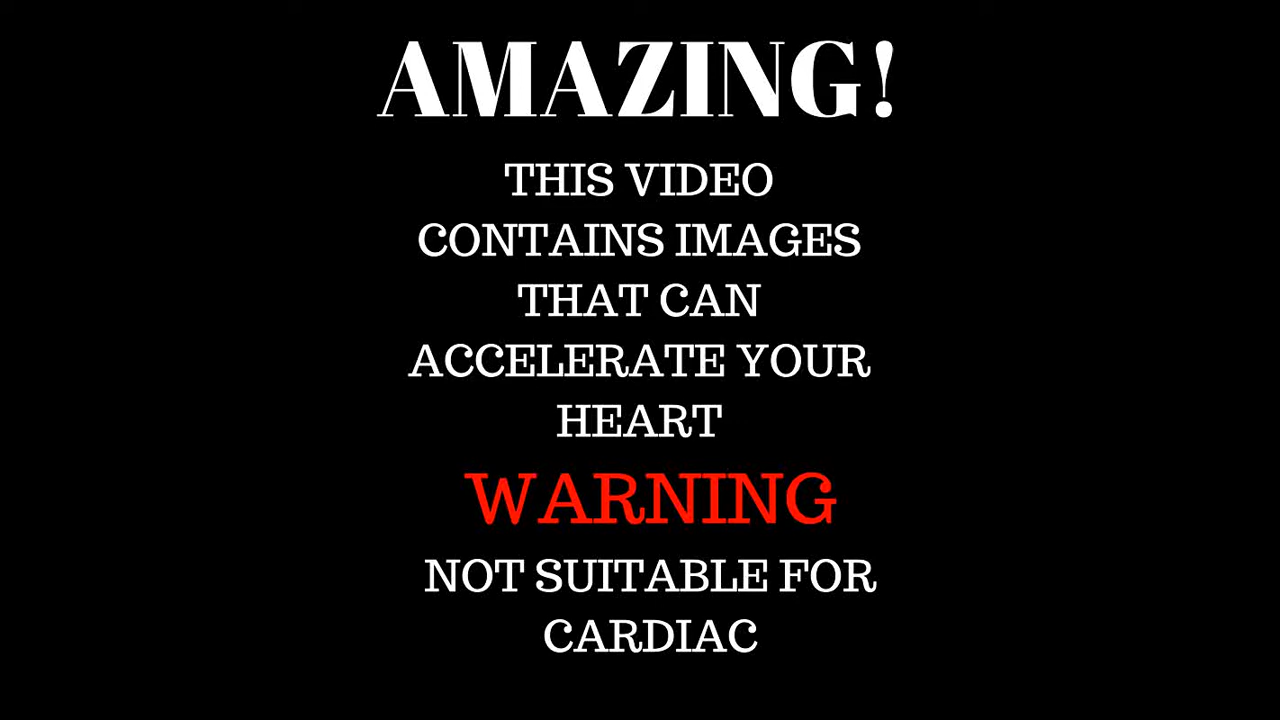 AMAZING!
THIS VIDEO
CONTAINS IMAGES
THAT CAN
ACCELERATE YOUR
HEART
WARNING
NOT SUITABLE FOR
CARDIAC